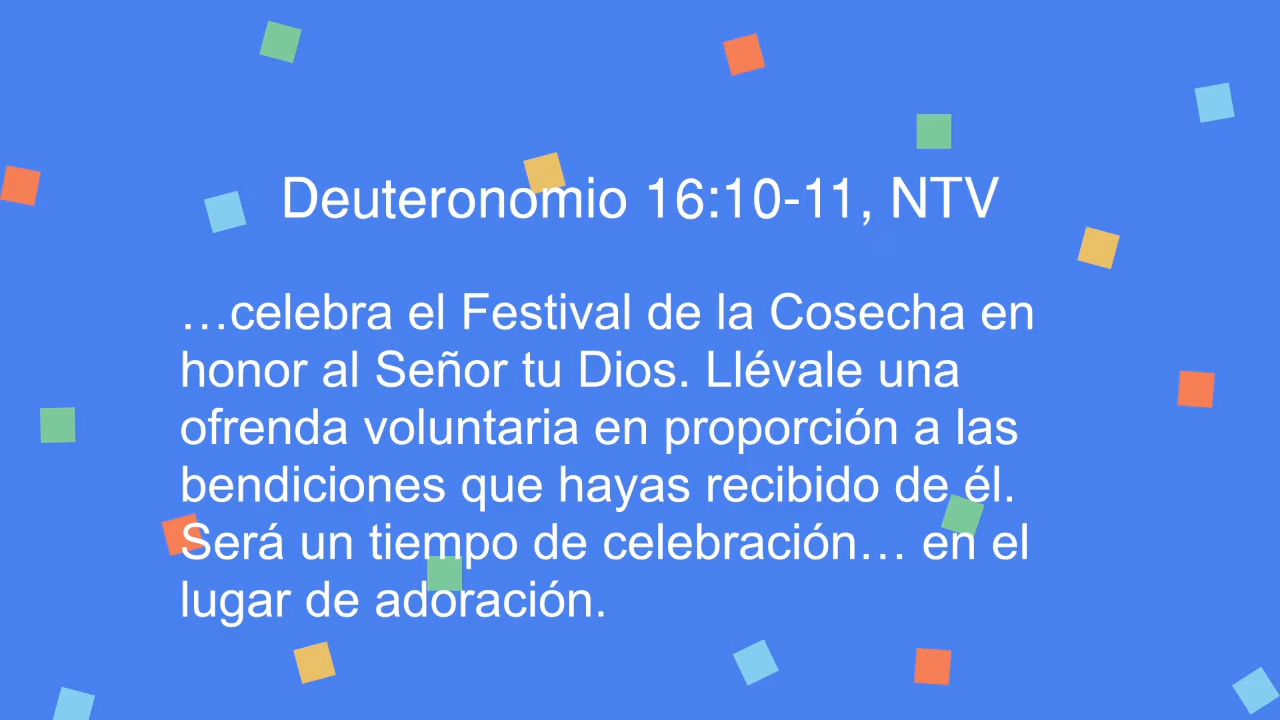 Deuteronomio 16:10-11, NTV
…celebra el Festival de la Cosecha en
honor al Señor tu Dios. Llévale una
ofrenda voluntaria en proporción a las
bendiciones que hayas recibido de él.
Será un tiempo de celebración… en el
lugar de adoración.